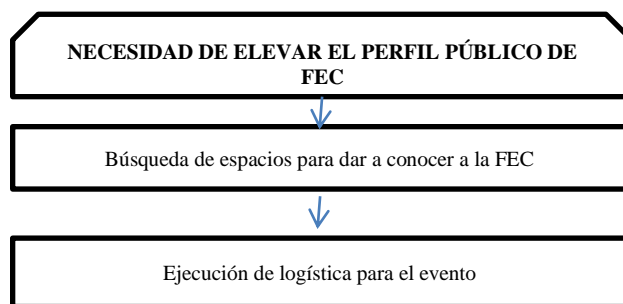 NECESIDAD DE ELEVAR EL PERFIL PÚBLICO DE
FEC
Búsqueda de espacios para dar a conocer a la FEC
Ejecución de logística para el evento